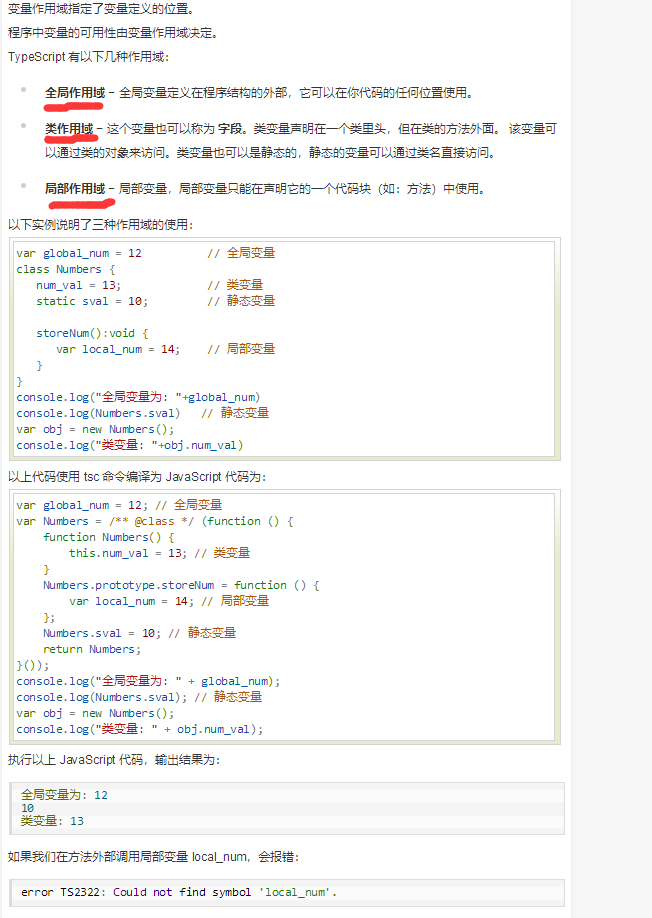 变量作用域指定了变量定义的位置。
程序中变量的可用性由变量作用域决定。
TypeScript 有以下几种作用域：
全局作用域 − 全局变量定义在程序结构的外部，它可以在你代码的任何位置使用。
类作用域 − 这个变量也可以称为 字段。类变量声明在一个类里头，但在类的方法外面。 该变量可
以通过类的对象来访问。类变量也可以是静态的，静态的变量可以通过类名直接访问。
局部作用域 − 局部变量，局部变量只能在声明它的一个代码块（如：方法）中使用。
以下实例说明了三种作用域的使用：
var global_num = 12          // 全局变量
class Numbers {
   num_val = 13;             // 类变量
   static sval = 10;         // 静态变量
   storeNum():void {
      var local_num = 14;    // 局部变量
   }
}
console.log("全局变量为: "+global_num)
console.log(Numbers.sval)   // 静态变量
var obj = new Numbers();
console.log("类变量: "+obj.num_val)
以上代码使用 tsc 命令编译为 JavaScript 代码为：
var global_num = 12; // 全局变量
var Numbers = /** @class */ (function () {
    function Numbers() {
        this.num_val = 13; // 类变量
    }
    Numbers.prototype.storeNum = function () {
        var local_num = 14; // 局部变量
    };
    Numbers.sval = 10; // 静态变量
    return Numbers;
}());
console.log("全局变量为: " + global_num);
console.log(Numbers.sval); // 静态变量
var obj = new Numbers();
console.log("类变量: " + obj.num_val);
执行以上 JavaScript 代码，输出结果为：
全局变量为: 12
10
类变量: 13
如果我们在方法外部调用局部变量 local_num，会报错：
error TS2322: Could not find symbol 'local_num'.